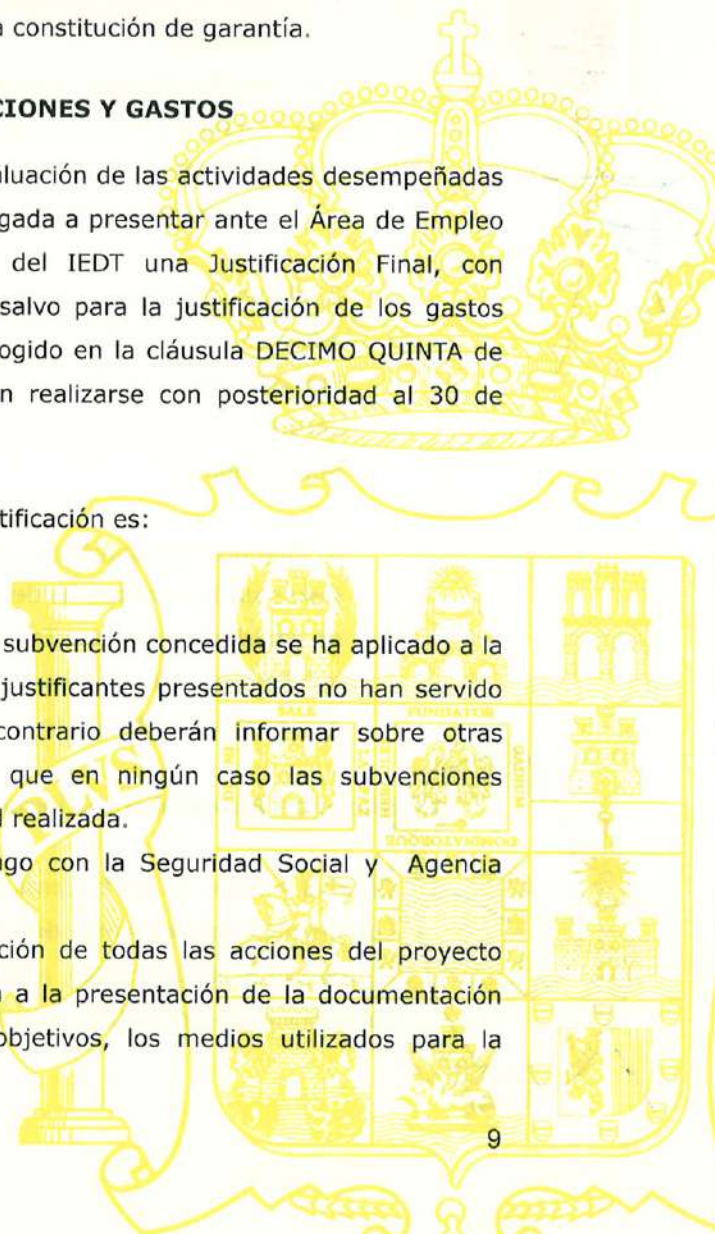 a constitución de garantía.
CIONES Y GASTOS
aluación de las actividades desempeñadas
gada a presentar ante el Área de Empleo
del IEDT una Justificación Final, con
salvo para la justificación de los gastos
ogido en la cláusula DECIMO QUINTA de
n realizarse con posterioridad al 30 de
tificación es:
subvención concedida se ha aplicado a la
justificantes presentados no han servido
contrario deberán informar sobre otras
que en ningún caso las subvenciones
l realizada.
ago con la Seguridad Social y Agencia
ción de todas las acciones del proyecto
a a la presentación de la documentación
objetivos, los medios utilizados para la
9
PLVS
FUNDATOR
DOMINATORQUE